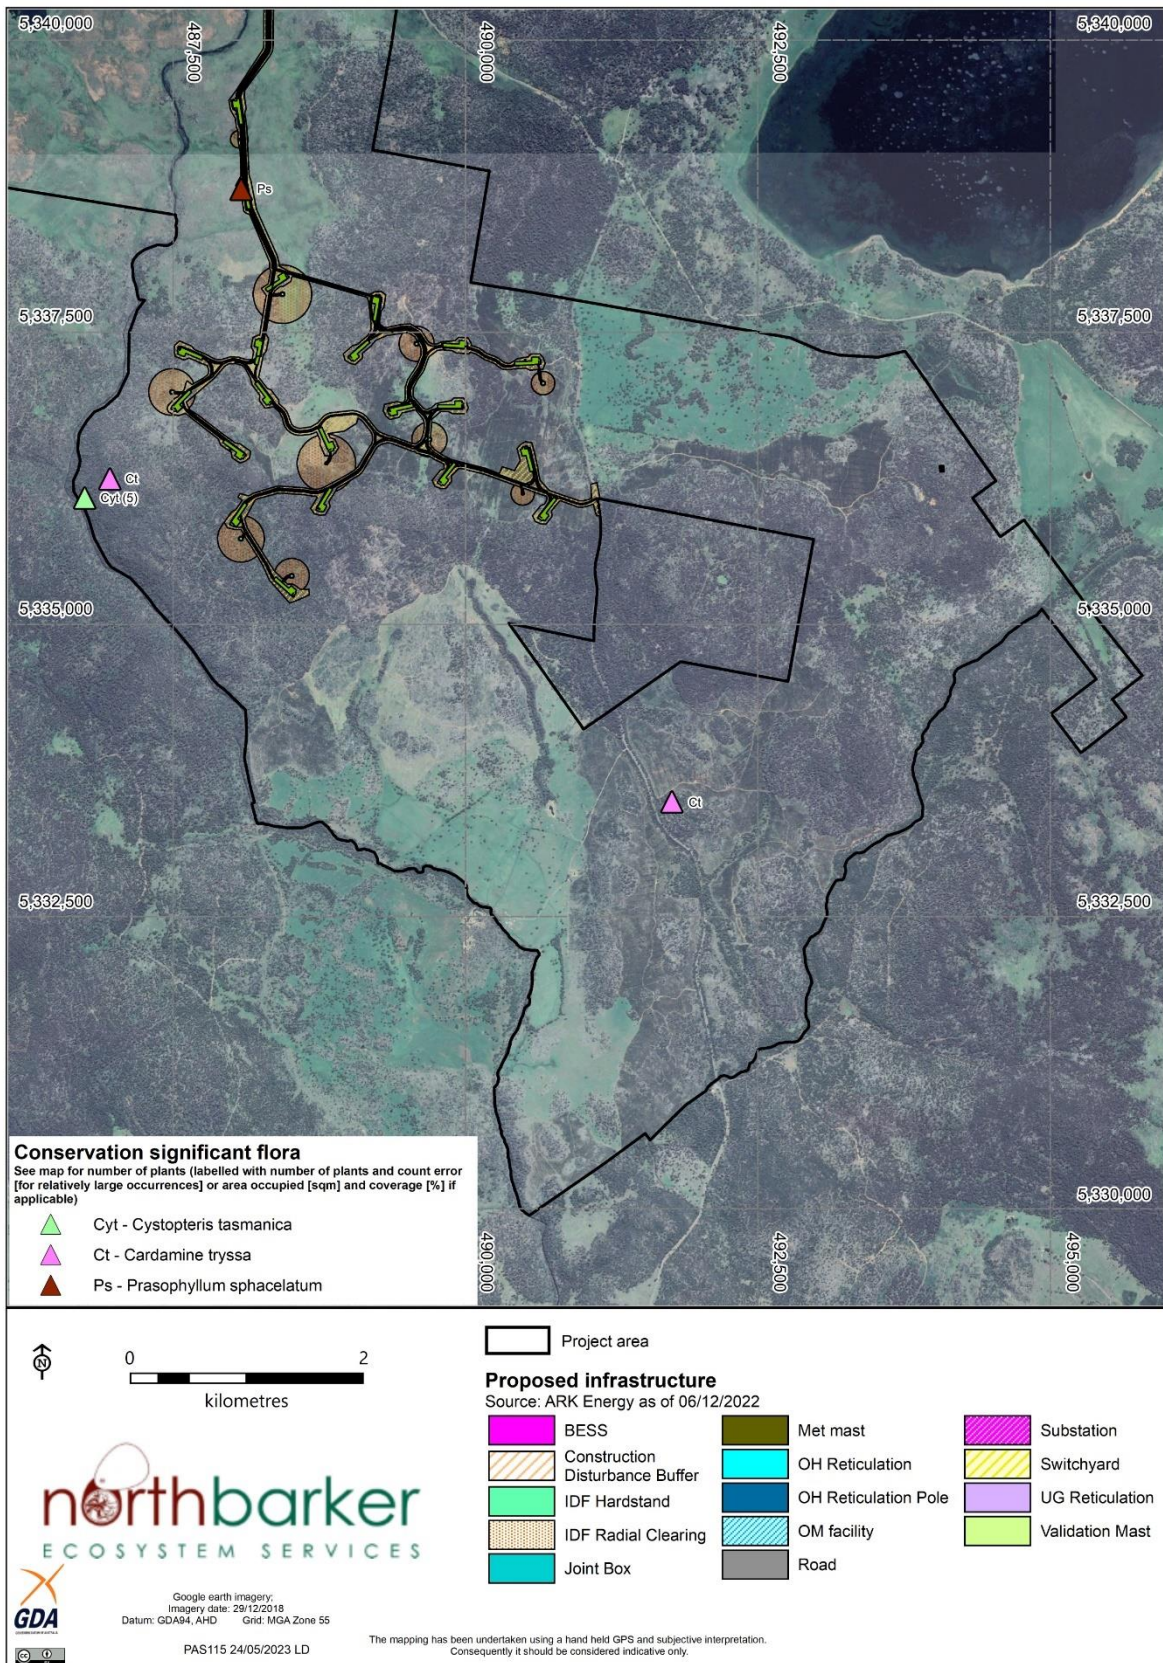 5,340,000
487,500
490,000
492,500
5,340,000
Ps
5,337,500
5,337,500
Ct
Cyt (5)
5,335,000
5,335,000
Ct
5,332,500
5,332,500
Conservation significant flora
See map for number of plants (labelled with number of plants and count error
[for relatively large occurrences] or area occupied [sqm] and coverage [%] if
applicable)
Cyt - Cystopteris tasmanica
Ct - Cardamine tryssa
Ps - Prasophyllum sphacelatum
5,330,000
490,000
492,500
495,000
N
0
2
kilometres
Project area
Proposed infrastructure
Source: ARK Energy as of 06/12/2022
BESS
Construction
Disturbance Buffer
IDF Hardstand
IDF Radial Clearing
Joint Box
Met mast
OH Reticulation
OH Reticulation Pole
OM facility
Road
Substation
Switchyard
UG Reticulation
Validation Mast
northbarker
ECOSYSTEM SERVICES
GDA
Google earth imagery;
Imagery date: 29/12/2018
Datum: GDA94, AHD Grid: MGA Zone 55
PAS115 24/05/2023 LD
The mapping has been undertaken using a hand held GPS and subjective interpretation.
Consequently it should be considered indicative only.
cc